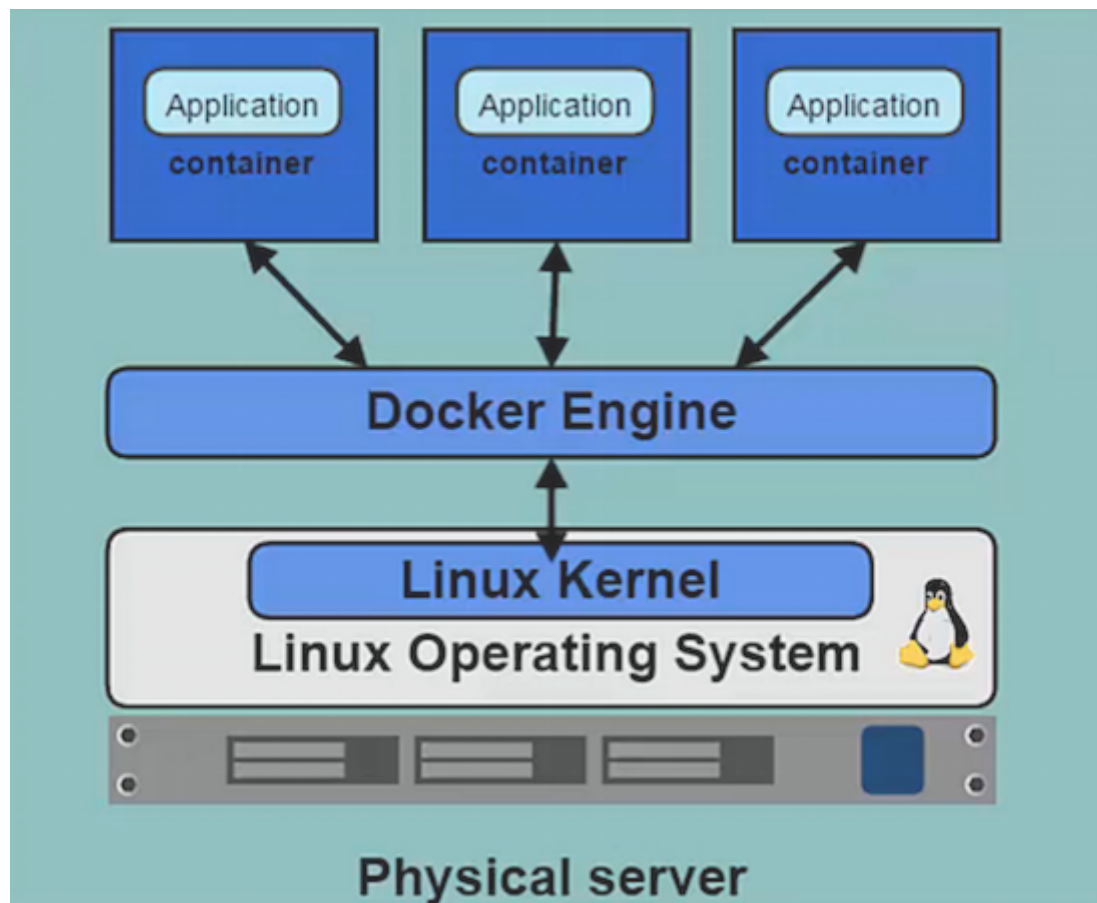 Application
container
Application
container
Application
container
Docker Engine
Linux Kernel
Linux Operating System
Physical server